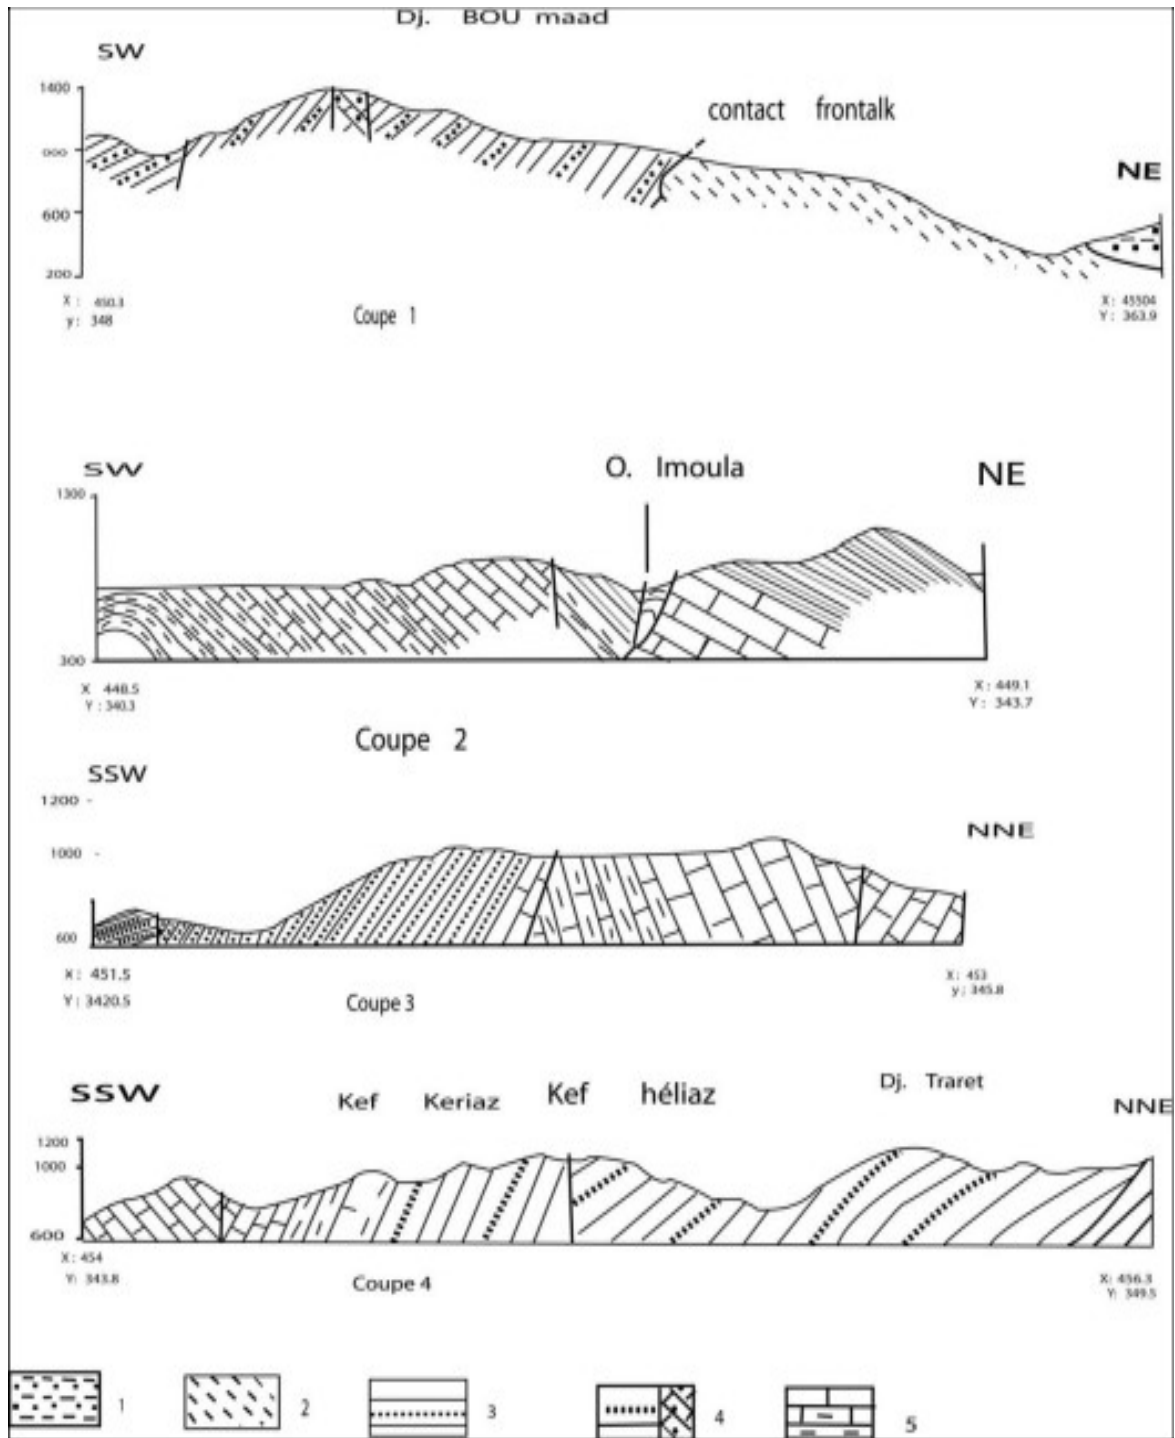 Dj. BOU maad
SW
1400
contact frontalk
000
NE
600
200
X : 450.3
y: 348
Coupe 1
X: 45504
Y: 363.9
SW
O. Imoula
NE
1300
300
X 448.5
Y : 340.3
X : 449.1
Y: 343.7
Coupe 2
SSW
1200 -
NNE
1000 -
600
X: 451.5
Y: 3420.5
Coupe 3
X: 453
y: 345.8
SSW
Kef Keriaz
Kef héliaz
Dj. Traret
NNE
1200
1000
600
X: 454
Y: 343.8
Coupe 4
X: 456.3
Y: 349.5
1 2 3 4 5